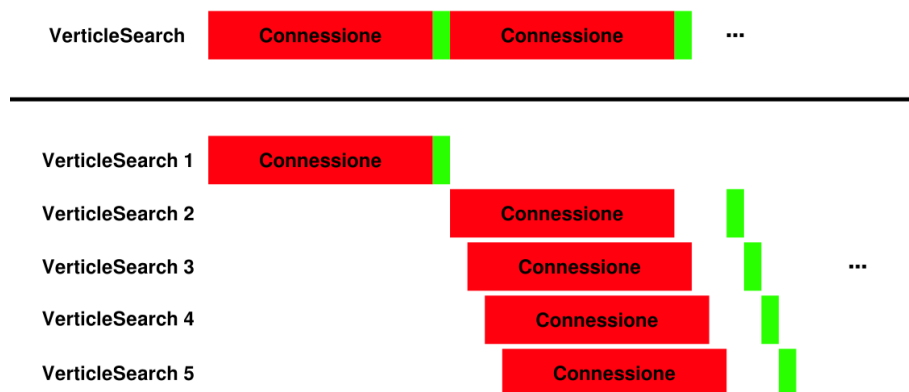 VerticleSearch Connessione Connessione ...
VerticleSearch 1 Connessione
VerticleSearch 2 Connessione
VerticleSearch 3 Connessione ...
VerticleSearch 4 Connessione
VerticleSearch 5 Connessione